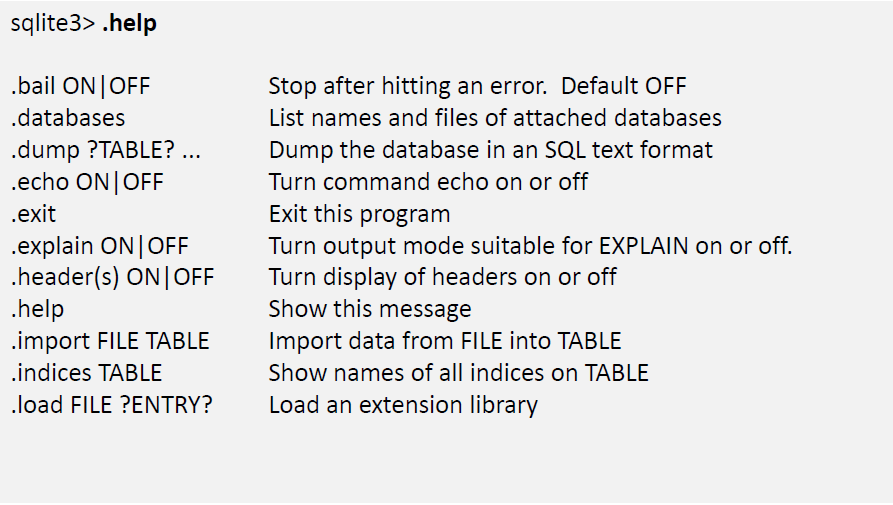 sqlite3> .help
.bail ON|OFF Stop after hitting an error.  Default OFF
.databases List names and files of attached databases
.dump ?TABLE? ... Dump the database in an SQL text format
.echo ON|OFF Turn command echo on or off
.exit Exit this program
.explain ON|OFF Turn output mode suitable for EXPLAIN on or off.
.header(s) ON|OFF Turn display of headers on or off
.help Show this message
.import FILE TABLE Import data from FILE into TABLE
.indices TABLE Show names of all indices on TABLE
.load FILE ?ENTRY? Load an extension library